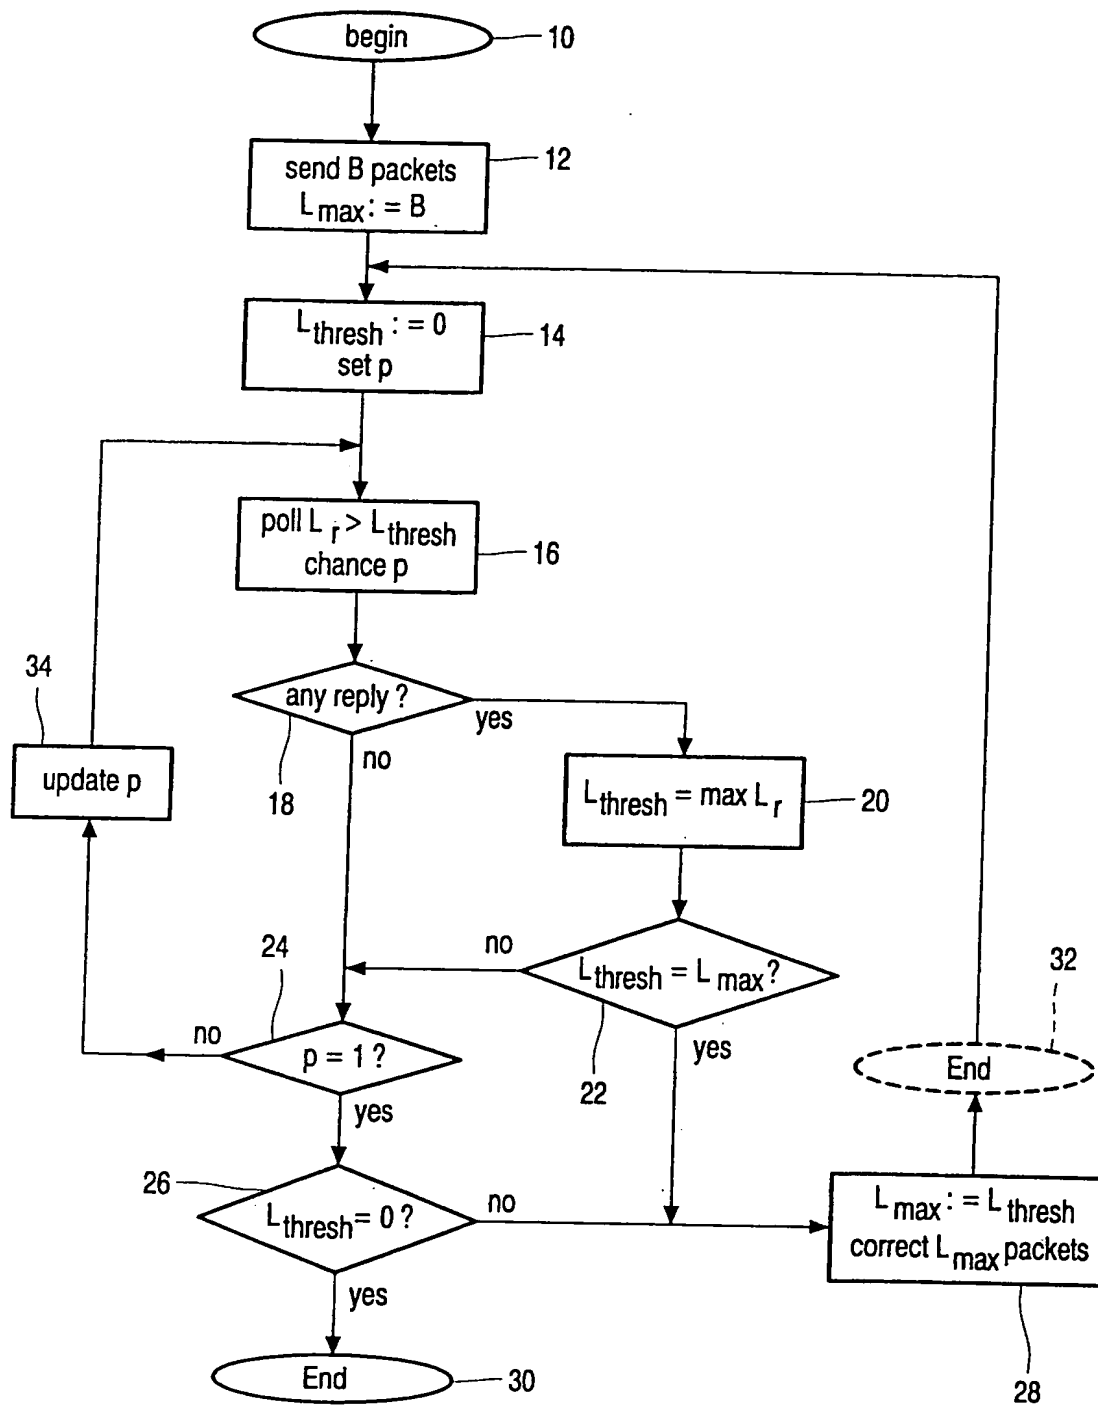 begin
10
send B packets
L max : = B
12
L thresh : = 0
set p
14
poll L r > L thresh
chance p
16
34
update p
any reply ?
yes
no
18
L thresh = max L r
20
24
no
L thresh = L max ?
22
yes
32
End
no
p = 1 ?
yes
26
L thresh = 0 ?
no
yes
L max : = L thresh
correct L max packets
28
End
30